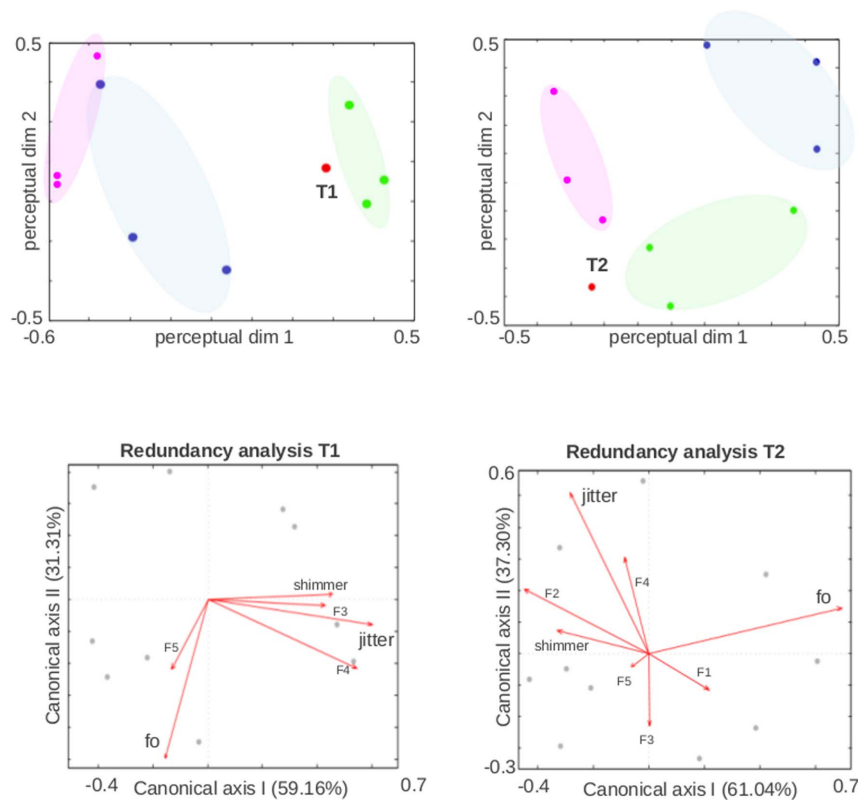 0.5
perceptual dim 2
T1
-0.5
-0.6
perceptual dim 1
0.5
0.5
perceptual dim 2
T2
-0.5
-0.5
perceptual dim 1
0.5
Redundancy analysis T1
Canonical axis II (31.31%)
shimmer
F3
jitter
F4
F5
fo
-0.4
Canonical axis I (59.16%)
0.7
Redundancy analysis T2
0.6
Canonical axis II (37.30%)
jitter
F4
F2
fo
shimmer
F5
F1
F3
-0.3
-0.4
Canonical axis I (61.04%)
0.7